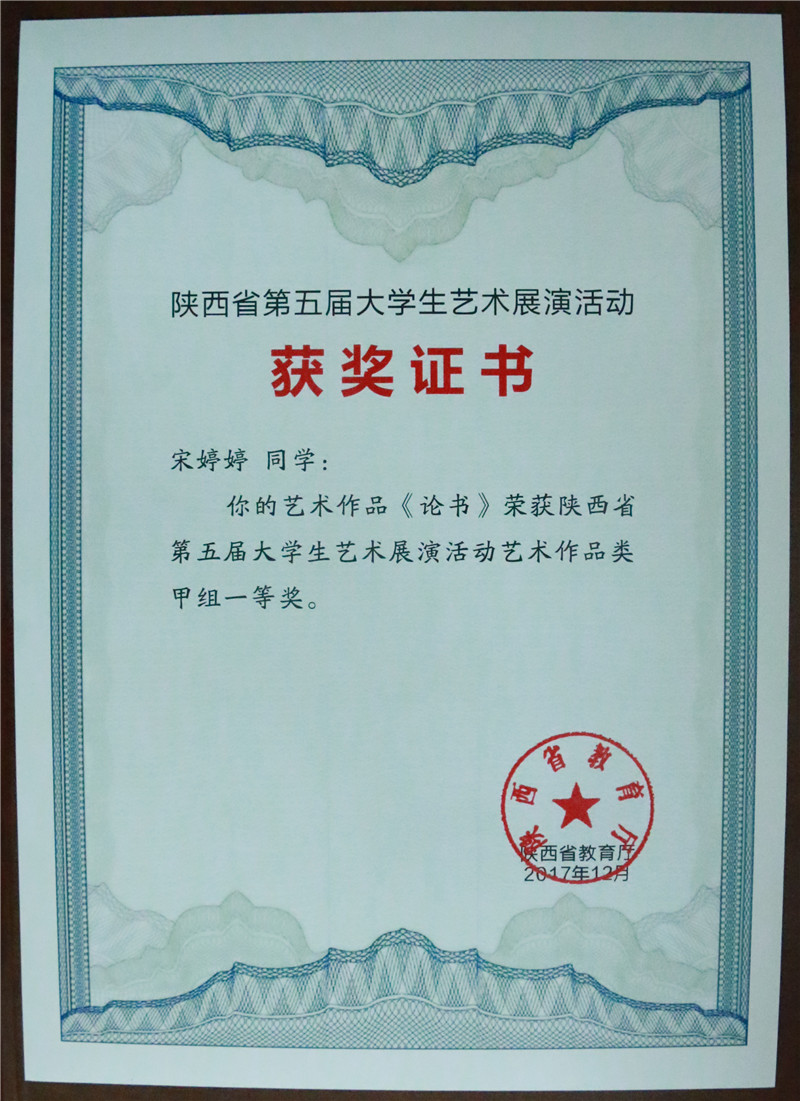 陕西省第五届大学生艺术展演活动
获奖证书
宋婷婷 同学：
你的艺术作品《论书》荣获陕西省
第五届大学生艺术展演活动艺术作品类
甲组一等奖。
陕西省教育厅
陕西省教育厅
2017年12月